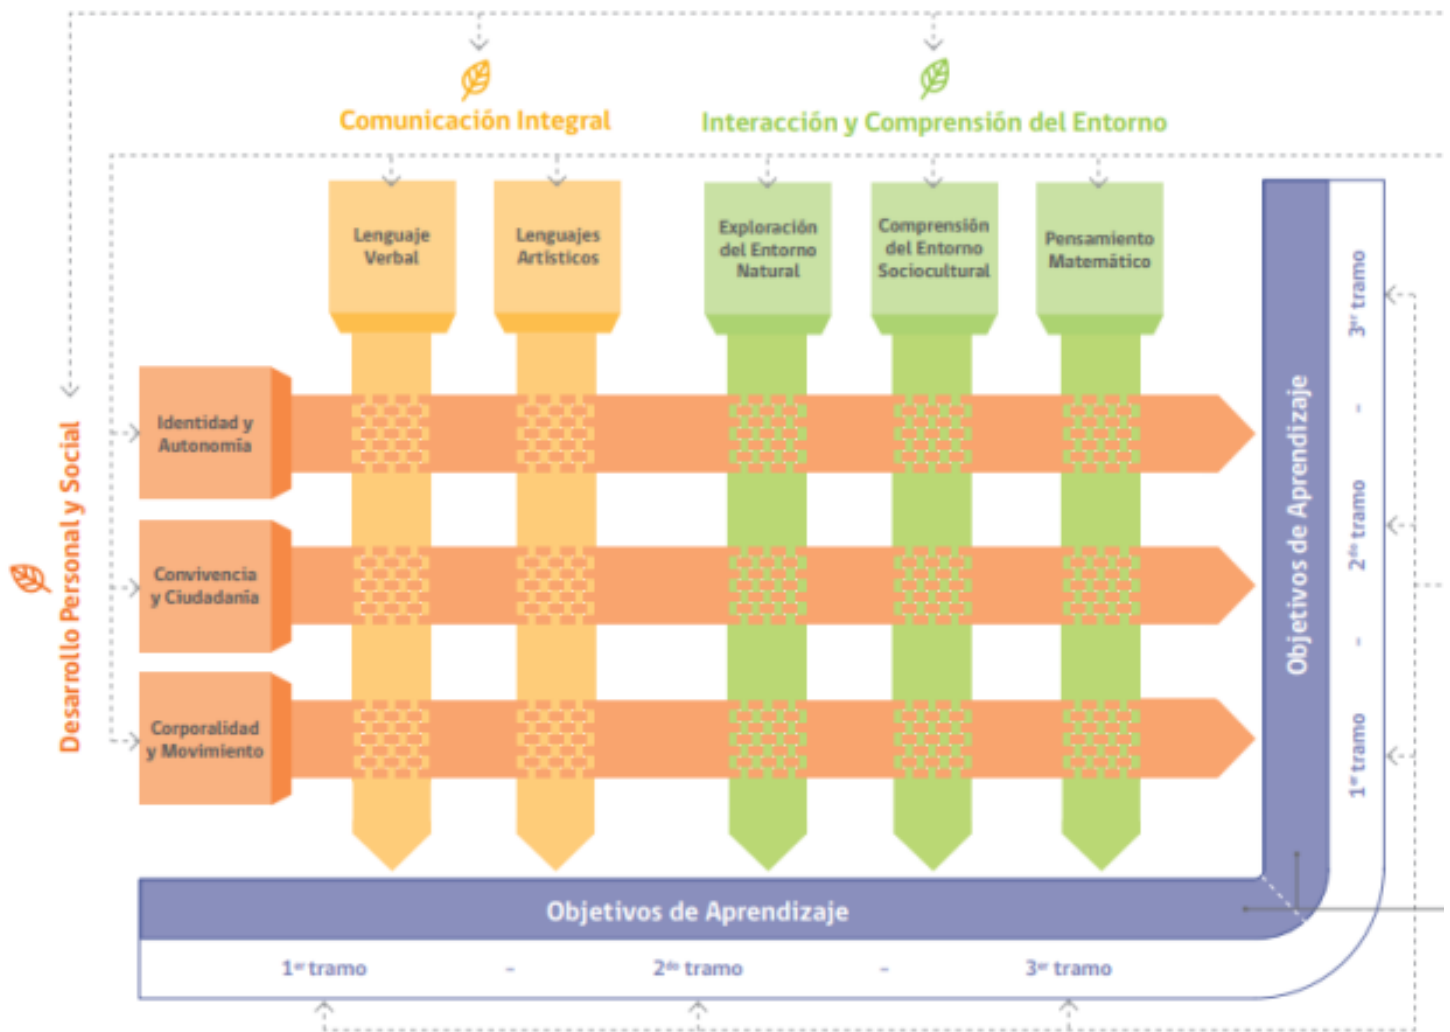 Comunicación Integral
Interacción y Comprensión del Entorno
Lenguaje
Verbal
Lenguajes
Artísticos
Exploración
del Entorno
Natural
Comprensión
del Entorno
Sociocultural
Pensamiento
Matemático
Desarrollo Personal y Social
Identidad y
Autonomía
Convivencia
y Ciudadanía
Corporalidad
y Movimiento
Objetivos de Aprendizaje
1er tramo - 2do tramo - 3er tramo
Objetivos de Aprendizaje
1er tramo - 2do tramo - 3er tramo